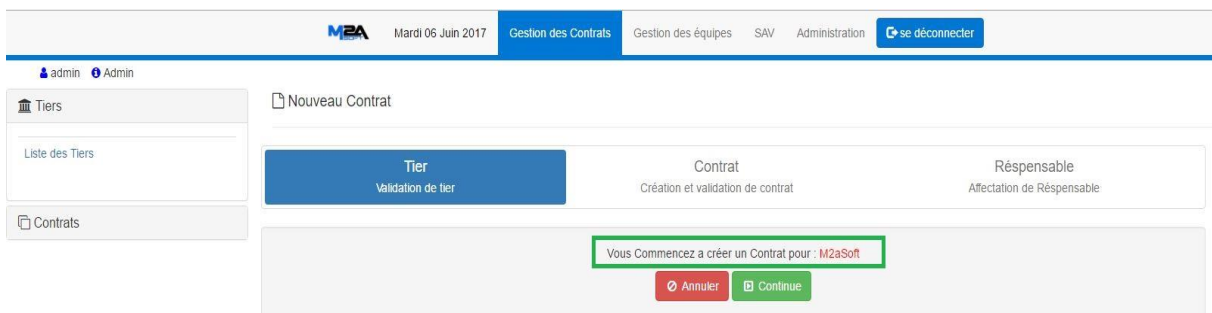 M2A SOFT Mardi 06 Juin 2017 Gestion des Contrats Gestion des équipes SAV Administration se déconnecter
admin Admin
Tiers
Liste des Tiers
Contrats
Nouveau Contrat
Tier
Validation de tier
Contrat
Création et validation de contrat
Réspensable
Affectation de Réspensable
Vous Commencez a créer un Contrat pour : M2aSoft
Annuler Continue